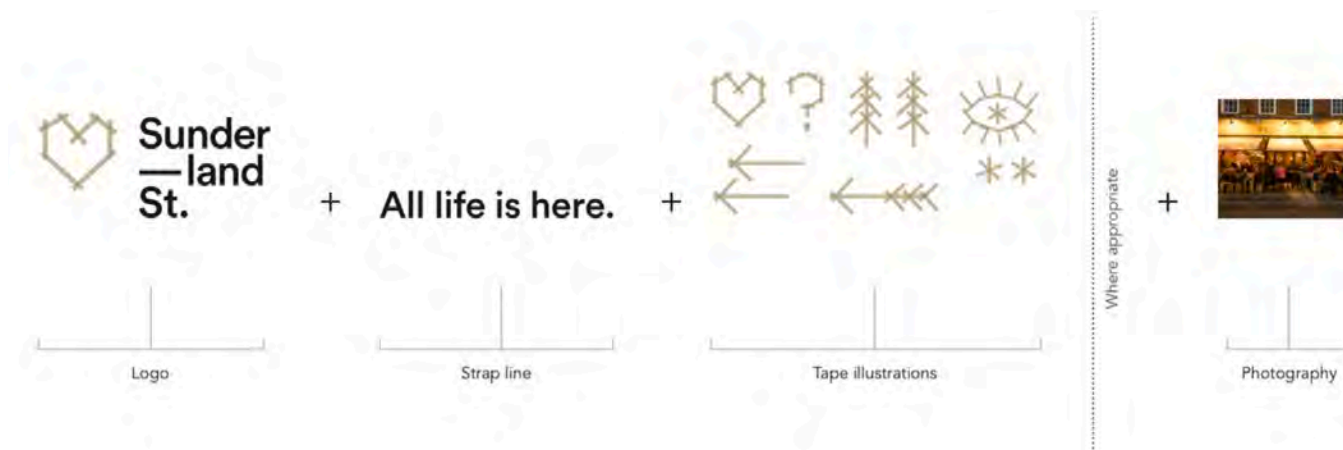 Sunder
—land
St.
+
All life is here.
+
Where appropriate
+
Logo
Strap line
Tape illustrations
Photography